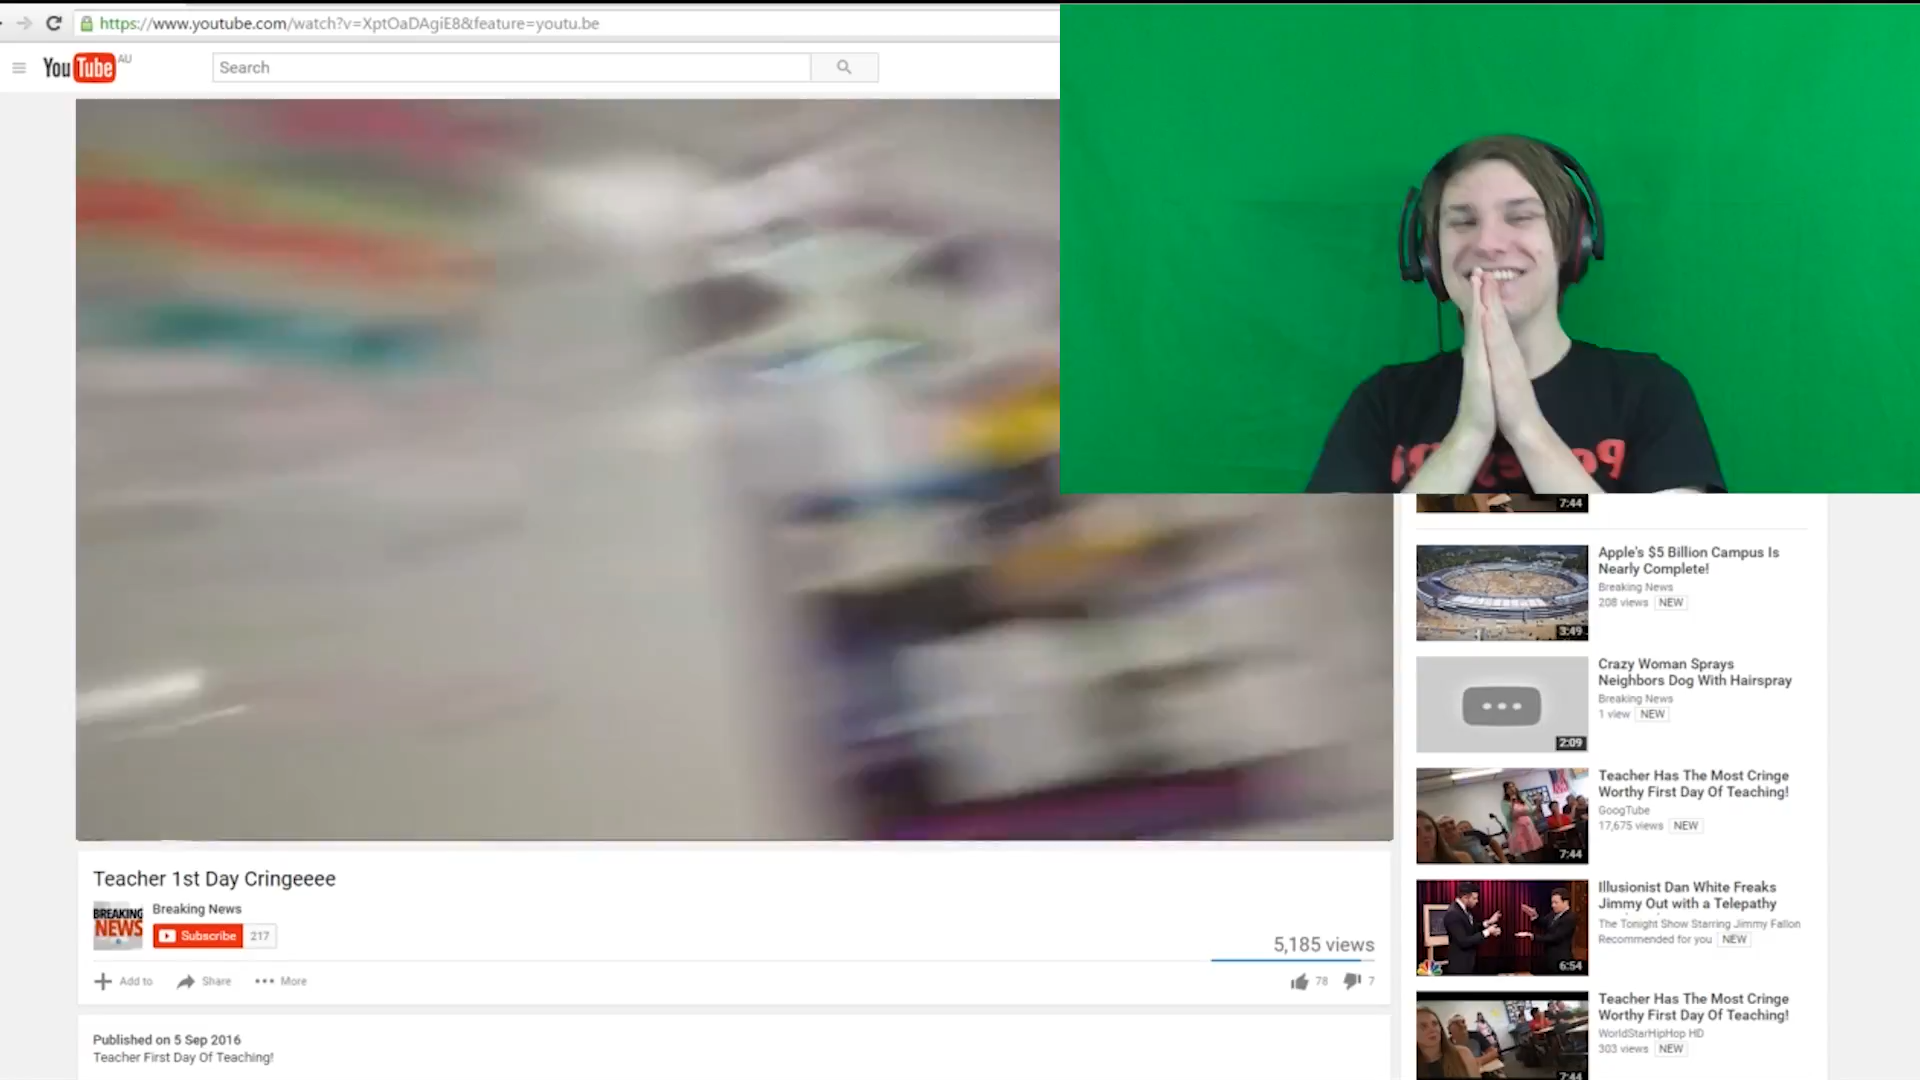 https://www.youtube.com/watch?v=XptOaDAgiE8&feature=youtu.be
YouTube AU
Search
7:44
Apple's $5 Billion Campus Is
Nearly Complete!
Breaking News
208 views NEW
3:49
Crazy Woman Sprays
Neighbors Dog With Hairspray
Breaking News
1 view NEW
2:09
Teacher Has The Most Cringe
Worthy First Day Of Teaching!
GoogTube
17,675 views NEW
7:44
Illusionist Dan White Freaks
Jimmy Out with a Telepathy
The Tonight Show Starring Jimmy Fallon
Recommended for you NEW
6:54
Teacher Has The Most Cringe
Worthy First Day Of Teaching!
WorldStarHipHop HD
303 views NEW
7:44
Teacher 1st Day Cringeeee
BREAKING
NEWS
Breaking News
Subscribe 217
5,185 views
Add to Share More
78 7
Published on 5 Sep 2016
Teacher First Day Of Teaching!